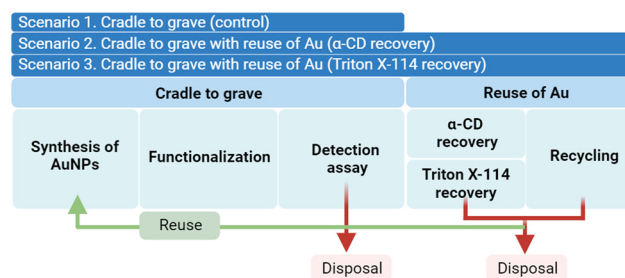 Scenario 1. Cradle to grave (control)
Scenario 2. Cradle to grave with reuse of Au (α-CD recovery)
Scenario 3. Cradle to grave with reuse of Au (Triton X-114 recovery)
Cradle to grave
Reuse of Au
Synthesis of
AuNPs
Functionalization
Detection
assay
α-CD
recovery
Triton X-114
recovery
Recycling
Reuse
Disposal
Disposal